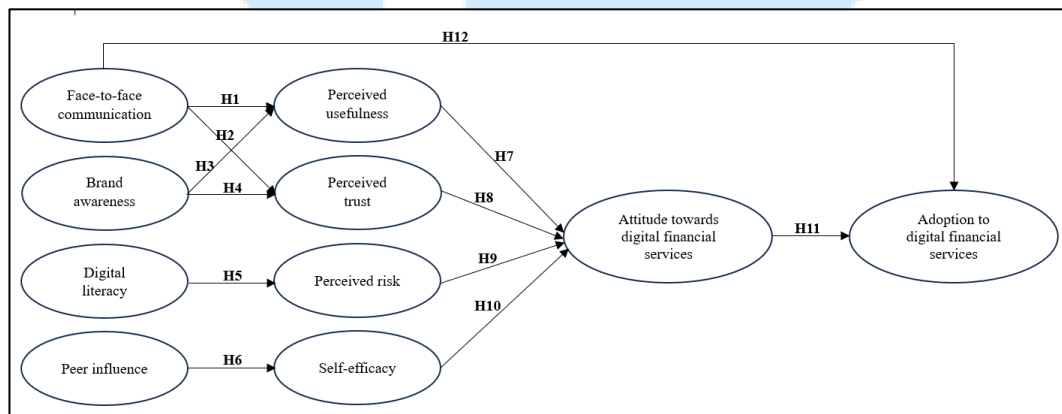 H12
Face-to-face
communication
H1
Perceived
usefulness
H2
H3
H7
Brand
awareness
H4
Perceived
trust
H8
Attitude towards
digital financial
services
H11
Adoption to
digital financial
services
Digital
literacy
H5
Perceived risk
H9
H10
Peer influence
H6
Self-efficacy